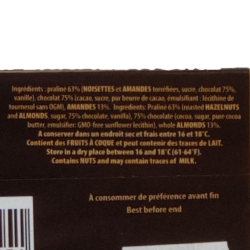 Ingrédients : Praliné 63% (NOISETTES et AMANDES torréfiées, sucre, chocolat 75%,
vanille), chocolat 75% (cacao, sucre, pur beurre de cacao, émulsifiant : lécithine de
tournesol sans OGM), AMANDES 13%. Ingredients: Praliné 63% (roasted HAZELNUTS
and ALMONDS, sugar, 75% chocolate, vanilla), 75% chocolate (cocoa, sugar, pure cocoa
butter, emulsifier: GMO-free sunflower lecithin), whole ALMONDS 13%.
A conserver dans un endroit sec et frais entre 16 et 18°C.
Contient des FRUITS À COQUE et peut contenir des traces de LAIT.
Store in a dry place between 16 and 18°C (61-64°F).
Contains NUTS and may contain traces of MILK.
À consommer de préférence avant fin
Best before end